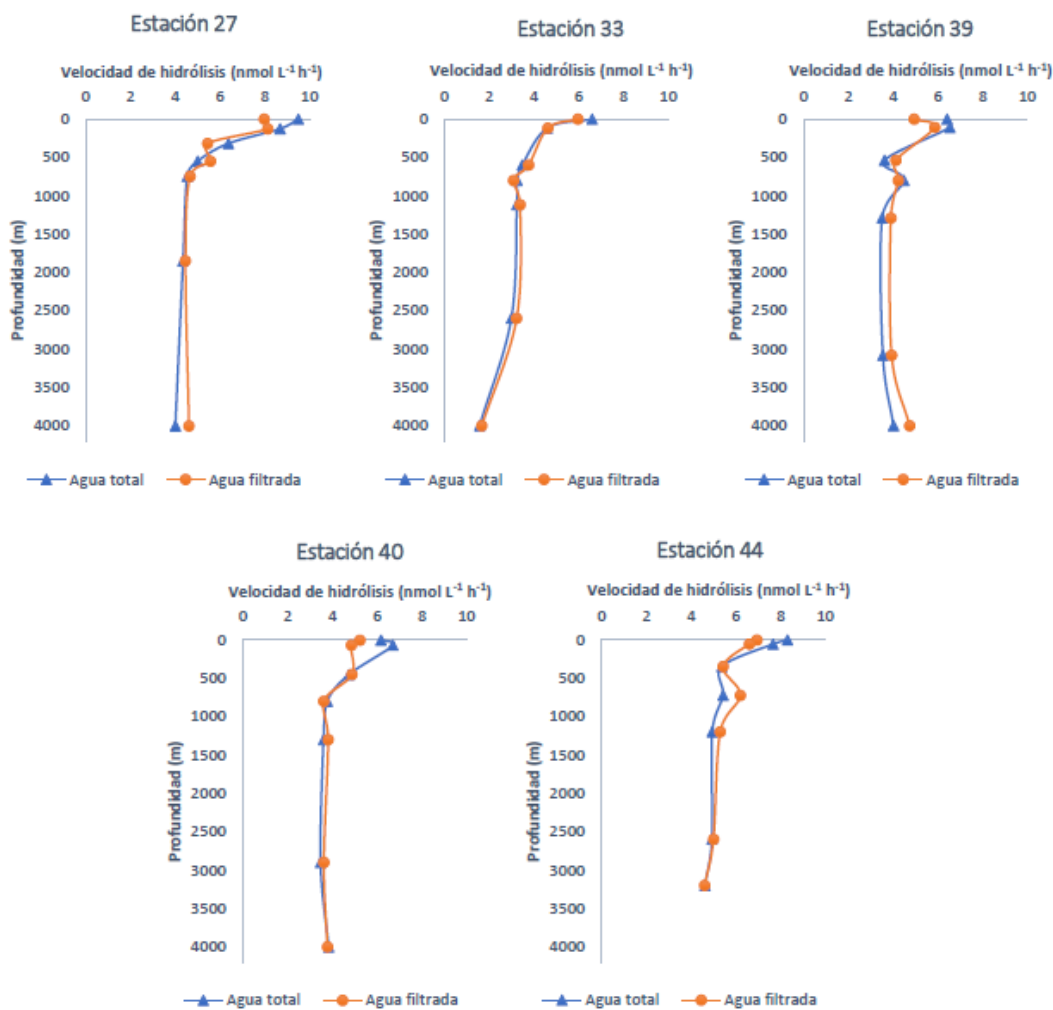 Estación 27
Velocidad de hidrólisis (nmol L⁻¹ h⁻¹)
0 2 4 6 8 10
0
500
1000
1500
2000
2500
3000
3500
4000
Profundidad (m)
Agua total Agua filtrada
Estación 33
Velocidad de hidrólisis (nmol L⁻¹ h⁻¹)
0 2 4 6 8 10
0
500
1000
1500
2000
2500
3000
3500
4000
Profundidad (m)
Agua total Agua filtrada
Estación 39
Velocidad de hidrólisis (nmol L⁻¹ h⁻¹)
0 2 4 6 8 10
0
500
1000
1500
2000
2500
3000
3500
4000
Profundidad (m)
Agua total Agua filtrada
Estación 40
Velocidad de hidrólisis (nmol L⁻¹ h⁻¹)
0 2 4 6 8 10
0
500
1000
1500
2000
2500
3000
3500
4000
Profundidad (m)
Agua total Agua filtrada
Estación 44
Velocidad de hidrólisis (nmol L⁻¹ h⁻¹)
0 2 4 6 8 10
0
500
1000
1500
2000
2500
3000
3500
4000
Profundidad (m)
Agua total Agua filtrada